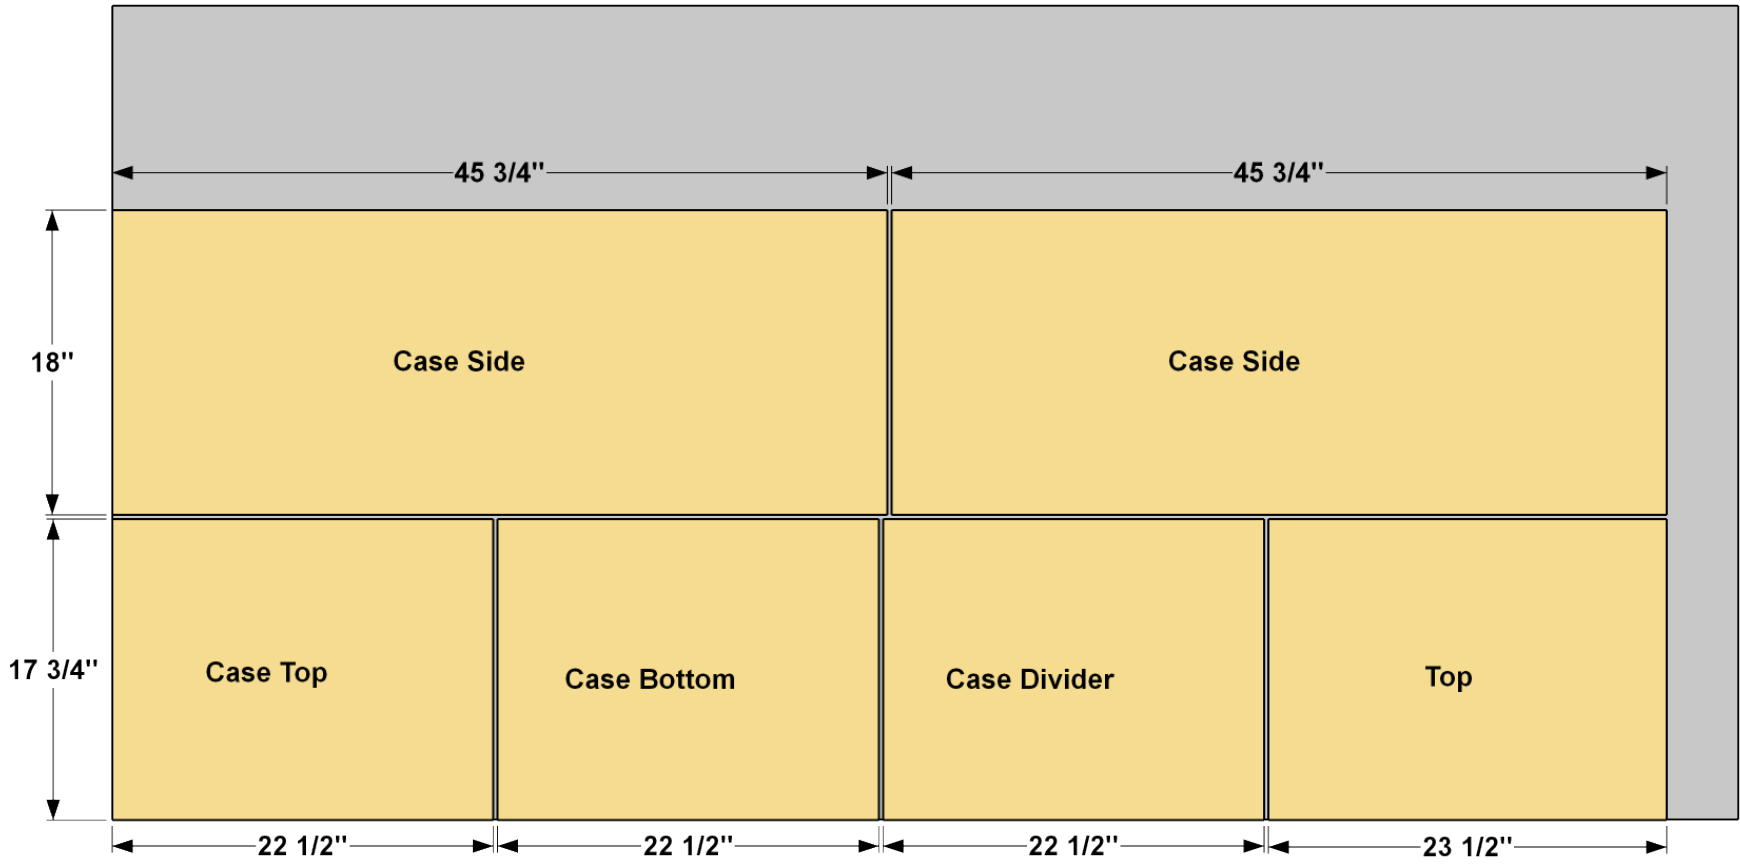 45 3/4"
45 3/4"
18"
Case Side
Case Side
17 3/4"
Case Top
Case Bottom
Case Divider
Top
22 1/2"
22 1/2"
22 1/2"
23 1/2"